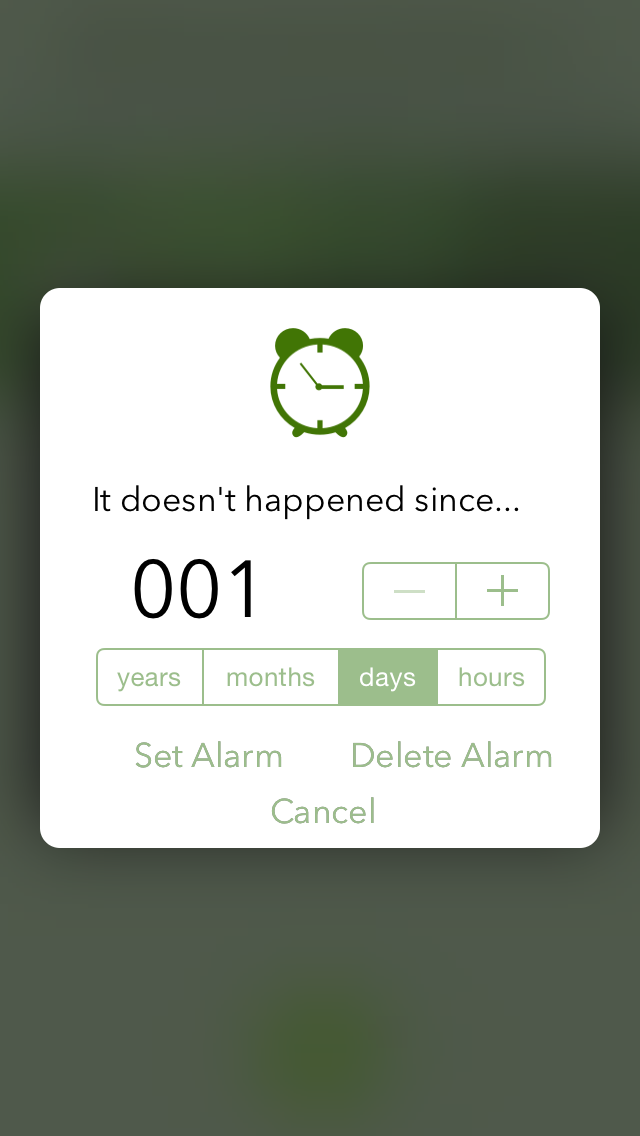 It doesn't happened since...
001
years months days hours
Set Alarm Delete Alarm
Cancel